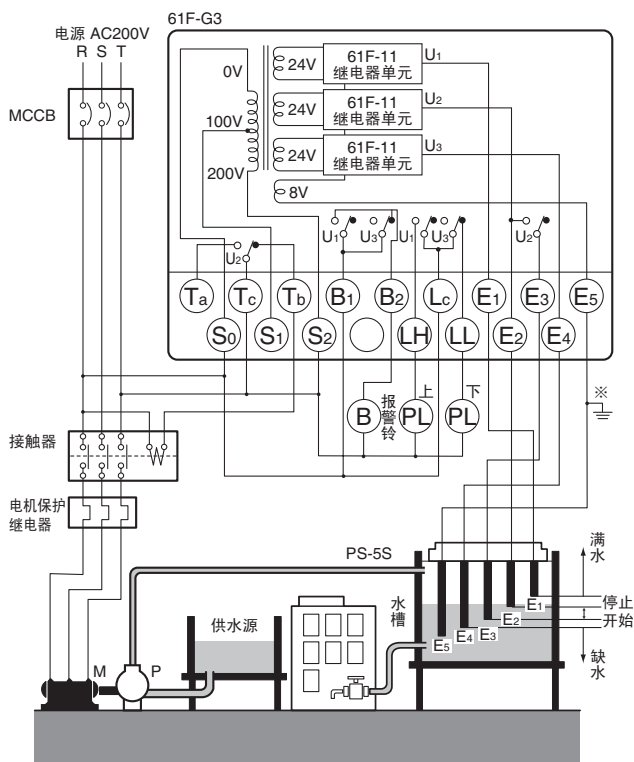 61F-G3
电源 AC200V
R S T
MCCB
0V
100V
200V
24V
61F-11
继电器单元
U1
24V
61F-11
继电器单元
U2
24V
61F-11
继电器单元
U3
8V
U2
U1
U3
U1
U3
U2
Ta
Tc
Tb
B1
B2
Lc
E1
E3
E5
S0
S1
S2
LH
LL
E2
E4
B
报警铃
PL
上
PL
下
※
接触器
电机保护
继电器
PS-5S
满水
停止
开始
缺水
水槽
E5
E4
E3
E2
E1
供水源
M
P